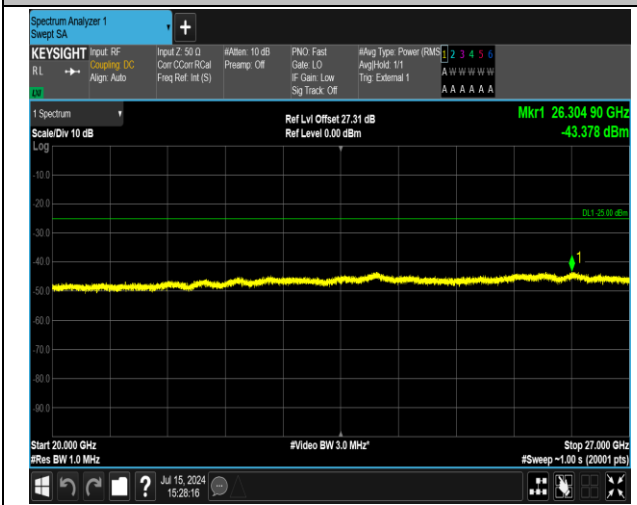 Spectrum Analyzer 1
Swept SA
+
KEYSIGHT Input: RF Input Z: 50 Ω #Atten: 10 dB PNO: Fast #Avg Type: Power (RMS 1 2 3 4 5 6
RL Coupling: DC Corr CCorr RCal Preamp: Off Gate: LO Avg|Hold: 1/1 A W W W W W
Align: Auto Freq Ref: Int (S) IF Gain: Low Trig: External 1
Sig Track: Off A A A A A A
LXI
1 Spectrum Ref Lvl Offset 27.31 dB Mkr1 26.304 90 GHz
Scale/Div 10 dB Ref Level 0.00 dBm -43.378 dBm
Log
-10.0
-20.0
DL1 -25.00 dBm
-30.0
-40.0
1
-50.0
-60.0
-70.0
-80.0
-90.0
Start 20.000 GHz #Video BW 3.0 MHz* Stop 27.000 GHz
#Res BW 1.0 MHz #Sweep ~1.00 s (20001 pts)
? Jul 15, 2024
15:28:16